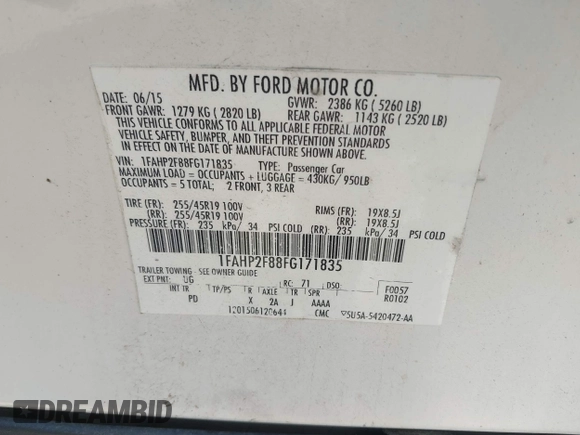 MFD. BY FORD MOTOR CO.
DATE: 06/15 GVWR: 2386 KG ( 5260 LB)
FRONT GAWR: 1279 KG ( 2820 LB) REAR GAWR: 1143 KG ( 2520 LB)
THIS VEHICLE CONFORMS TO ALL APPLICABLE FEDERAL MOTOR
VEHICLE SAFETY, BUMPER, AND THEFT PREVENTION STANDARDS
IN EFFECT ON THE DATE OF MANUFACTURE SHOWN ABOVE.
VIN: 1FAHP2F88FG171835 TYPE: Passenger Car
MAXIMUM LOAD = OCCUPANTS + LUGGAGE = 430KG/ 950LB
OCCUPANTS = 5 TOTAL; 2 FRONT, 3 REAR
TIRE (FR): 255/45R19 100V RIMS (FR): 19X8.5J
(RR): 255/45R19 100V (RR): 19X8.5J
PRESSURE (FR): 235 kPa/ 34 PSI COLD (RR): 235 kPa/ 34 PSI COLD
1FAHP2F88FG171835
TRAILER TOWING - SEE OWNER GUIDE
EXT PNT: UG RC: 71 DSO: F0057
INT TR TP/PS R AXLE TR SPR R0102
PD X 2A J AAAA
CMC
DREAMBID